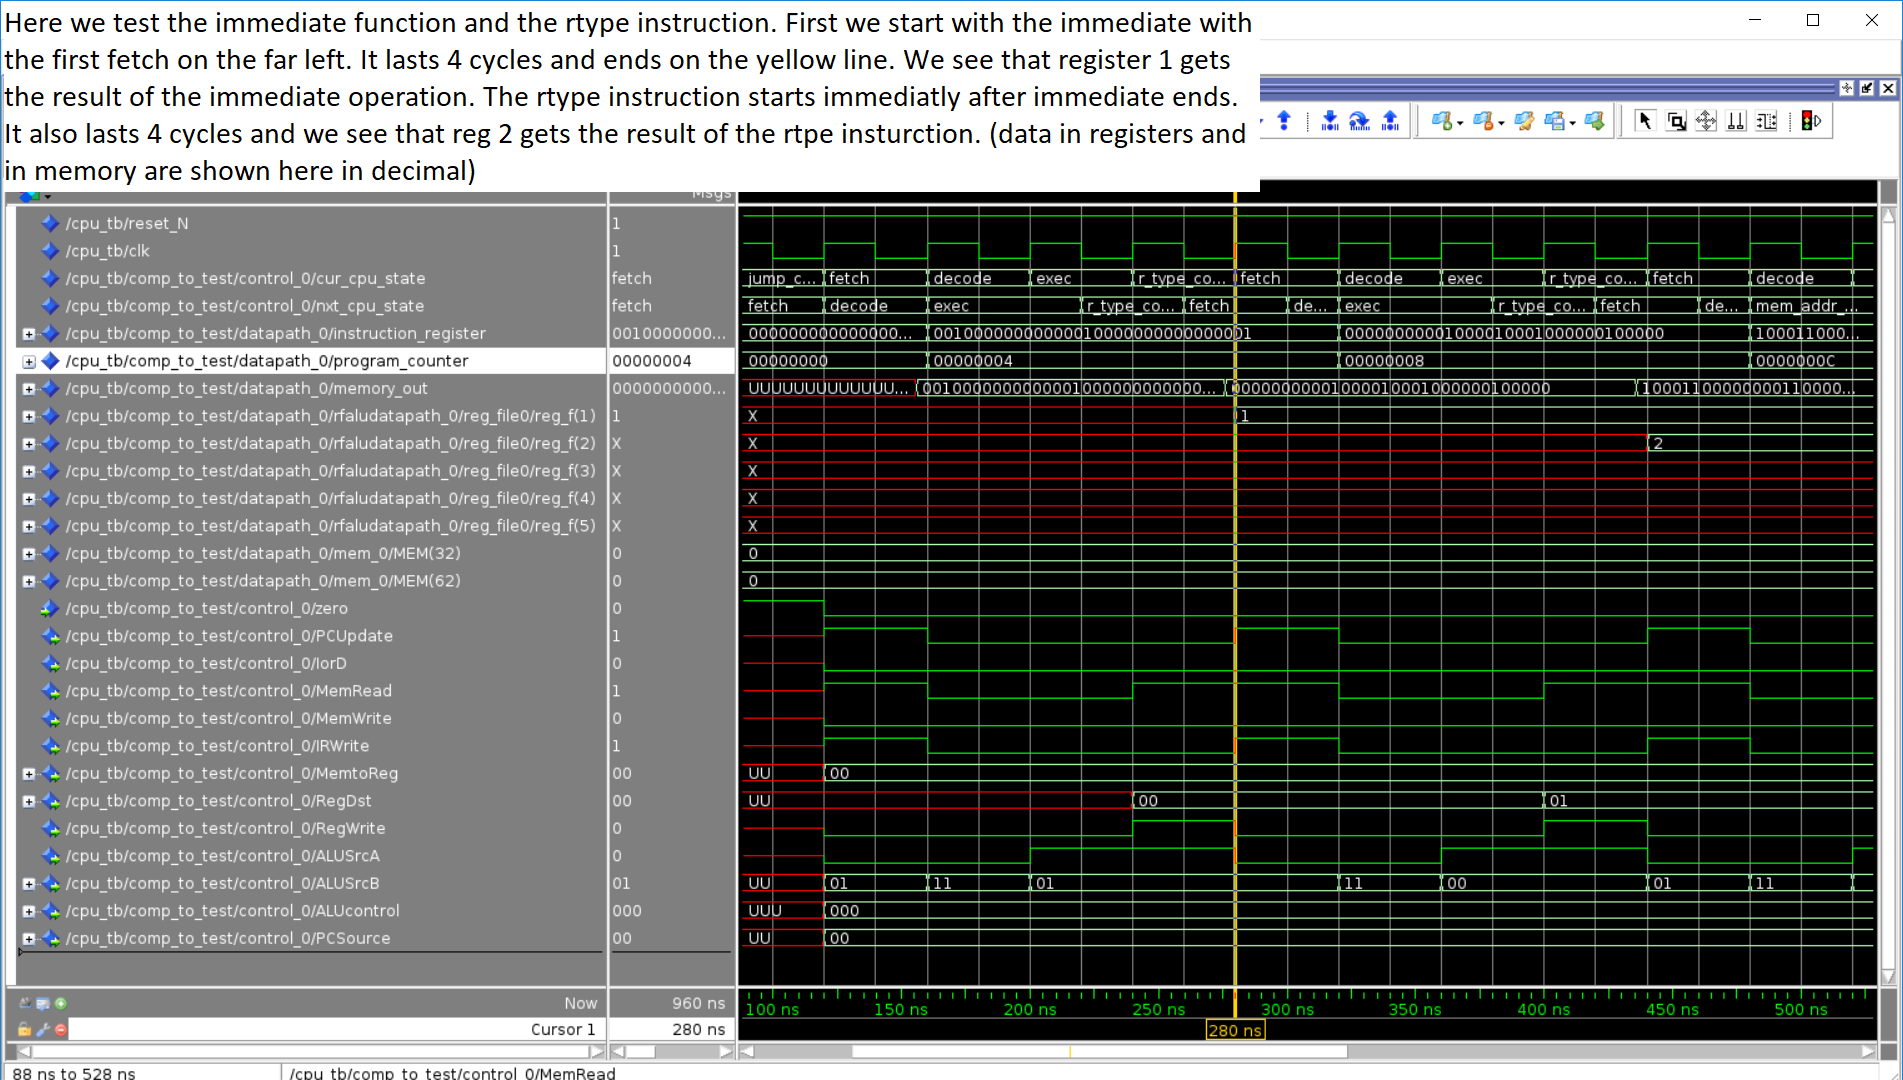 Here we test the immediate function and the rtype instruction. First we start with the immediate with
the first fetch on the far left. It lasts 4 cycles and ends on the yellow line. We see that register 1 gets
the result of the immediate operation. The rtype instruction starts immediatly after immediate ends.
It also lasts 4 cycles and we see that reg 2 gets the result of the rtpe insturction. (data in registers and
in memory are shown here in decimal)
Msgs
/cpu_tb/reset_N 1
/cpu_tb/clk 1
/cpu_tb/comp_to_test/control_0/cur_cpu_state fetch jump_c... fetch decode exec r_type_co... fetch decode exec r_type_co... fetch decode
/cpu_tb/comp_to_test/control_0/nxt_cpu_state fetch fetch decode exec r_type_co... fetch de... exec r_type_co... fetch de... mem_addr_...
/cpu_tb/comp_to_test/datapath_0/instruction_register 0010000000... 000000000000000... 00100000000000010000000000000001 00000000001000010001000000100000 100011000...
/cpu_tb/comp_to_test/datapath_0/program_counter 00000004 00000000 00000004 00000008 0000000C
/cpu_tb/comp_to_test/datapath_0/memory_out 0000000000... UUUUUUUUUUUUU... 0010000000000001000000000000... 00000000001000010001000000100000 10001100000000110000...
/cpu_tb/comp_to_test/datapath_0/rfaludatapath_0/reg_file0/reg_f(1) 1 X 1
/cpu_tb/comp_to_test/datapath_0/rfaludatapath_0/reg_file0/reg_f(2) X X 2
/cpu_tb/comp_to_test/datapath_0/rfaludatapath_0/reg_file0/reg_f(3) X X
/cpu_tb/comp_to_test/datapath_0/rfaludatapath_0/reg_file0/reg_f(4) X X
/cpu_tb/comp_to_test/datapath_0/rfaludatapath_0/reg_file0/reg_f(5) X X
/cpu_tb/comp_to_test/datapath_0/mem_0/MEM(32) 0 0
/cpu_tb/comp_to_test/datapath_0/mem_0/MEM(62) 0 0
/cpu_tb/comp_to_test/control_0/zero 0
/cpu_tb/comp_to_test/control_0/PCUpdate 1
/cpu_tb/comp_to_test/control_0/IorD 0
/cpu_tb/comp_to_test/control_0/MemRead 1
/cpu_tb/comp_to_test/control_0/MemWrite 0
/cpu_tb/comp_to_test/control_0/IRWrite 1
/cpu_tb/comp_to_test/control_0/MemtoReg 00 UU 00
/cpu_tb/comp_to_test/control_0/RegDst 00 UU 00 01
/cpu_tb/comp_to_test/control_0/RegWrite 0
/cpu_tb/comp_to_test/control_0/ALUSrcA 0
/cpu_tb/comp_to_test/control_0/ALUSrcB 01 UU 01 11 01 11 00 01 11
/cpu_tb/comp_to_test/control_0/ALUcontrol 000 UUU 000
/cpu_tb/comp_to_test/control_0/PCSource 00 UU 00
Now 960 ns 100 ns 150 ns 200 ns 250 ns 300 ns 350 ns 400 ns 450 ns 500 ns
Cursor 1 280 ns 280 ns
88 ns to 528 ns /cpu_tb/comp_to_test/control_0/MemRead